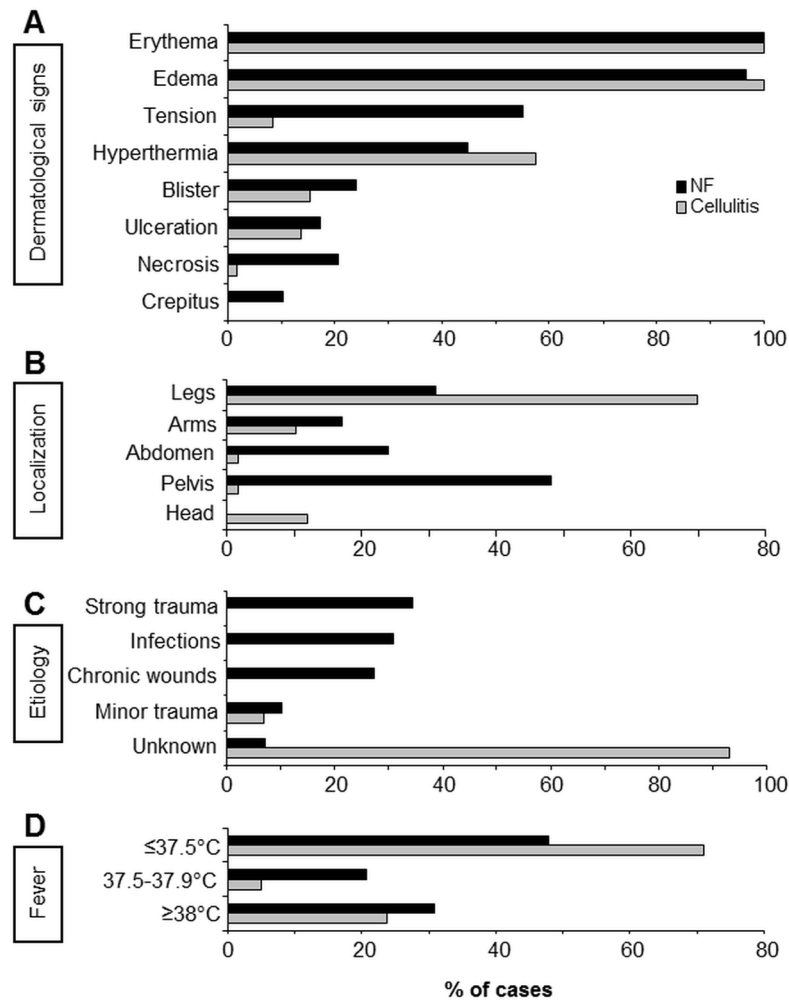 A
Dermatological signs
Erythema
Edema
Tension
Hyperthermia
Blister
Ulceration
Necrosis
Crepitus
NF
Cellulitis
0 20 40 60 80 100
B
Localization
Legs
Arms
Abdomen
Pelvis
Head
0 20 40 60 80
C
Etiology
Strong trauma
Infections
Chronic wounds
Minor trauma
Unknown
0 20 40 60 80 100
D
Fever
≤37.5°C
37.5-37.9°C
≥38°C
0 20 40 60 80
% of cases